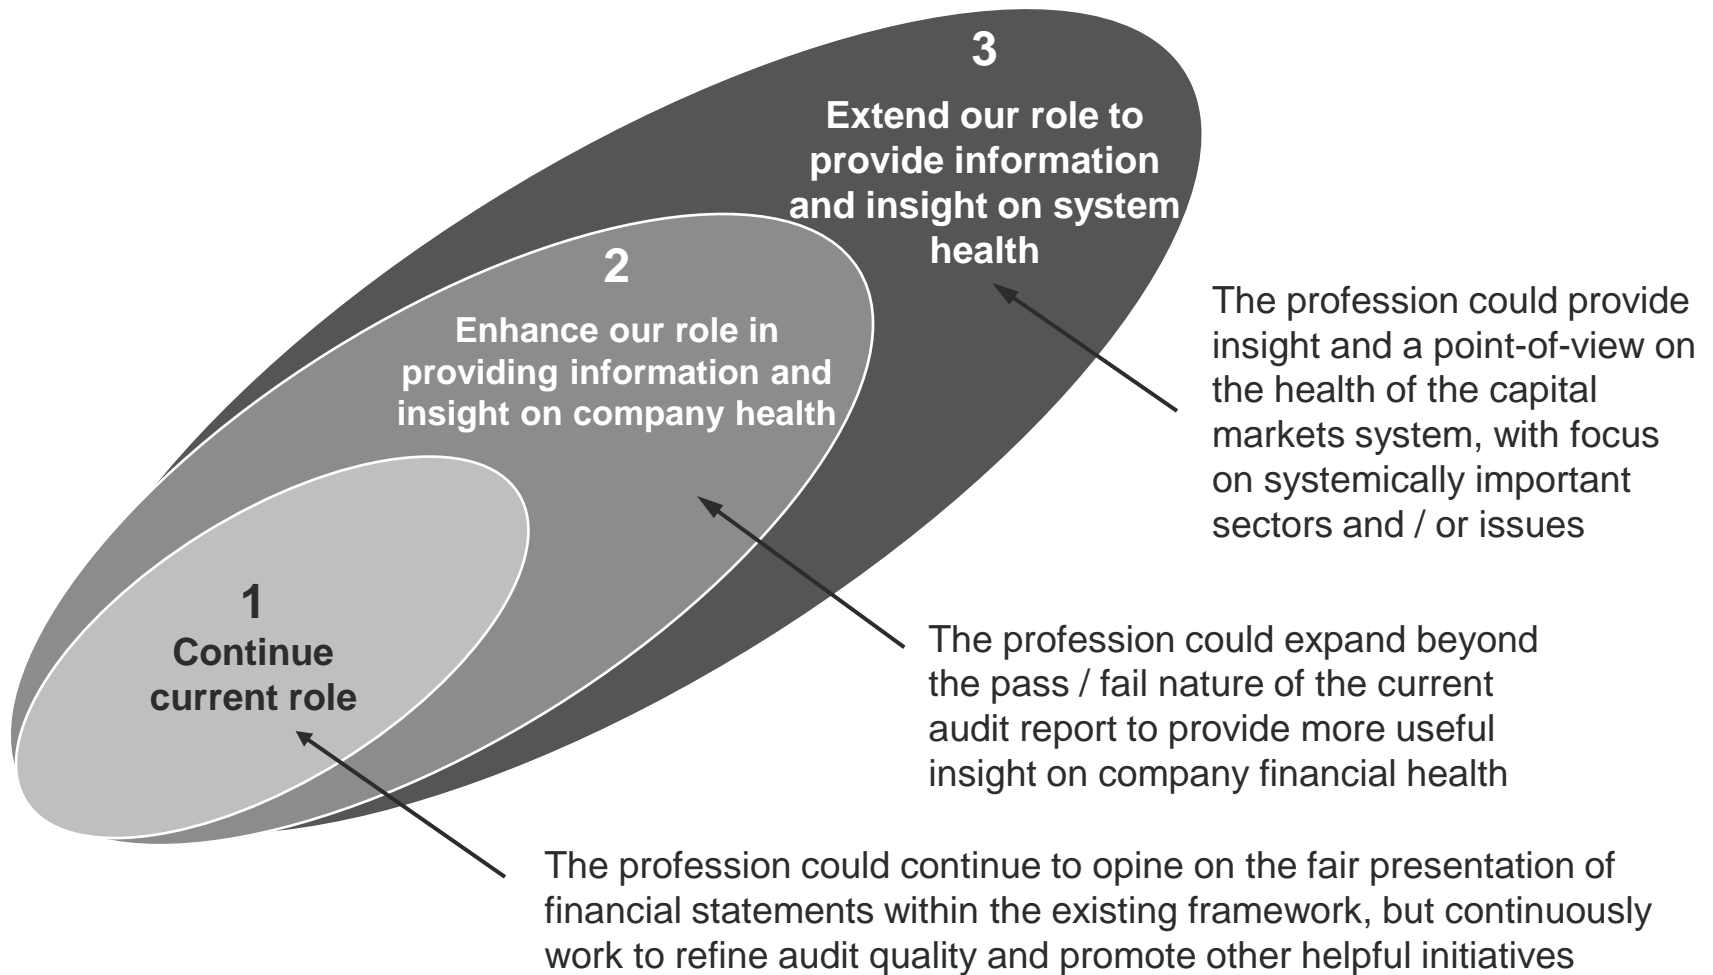 3
Extend our role to
provide information
and insight on system
health
2
Enhance our role in
providing information and
insight on company health
1
Continue
current role
The profession could provide
insight and a point-of-view on
the health of the capital
markets system, with focus
on systemically important
sectors and / or issues
The profession could expand beyond
the pass / fail nature of the current
audit report to provide more useful
insight on company financial health
The profession could continue to opine on the fair presentation of
financial statements within the existing framework, but continuously
work to refine audit quality and promote other helpful initiatives